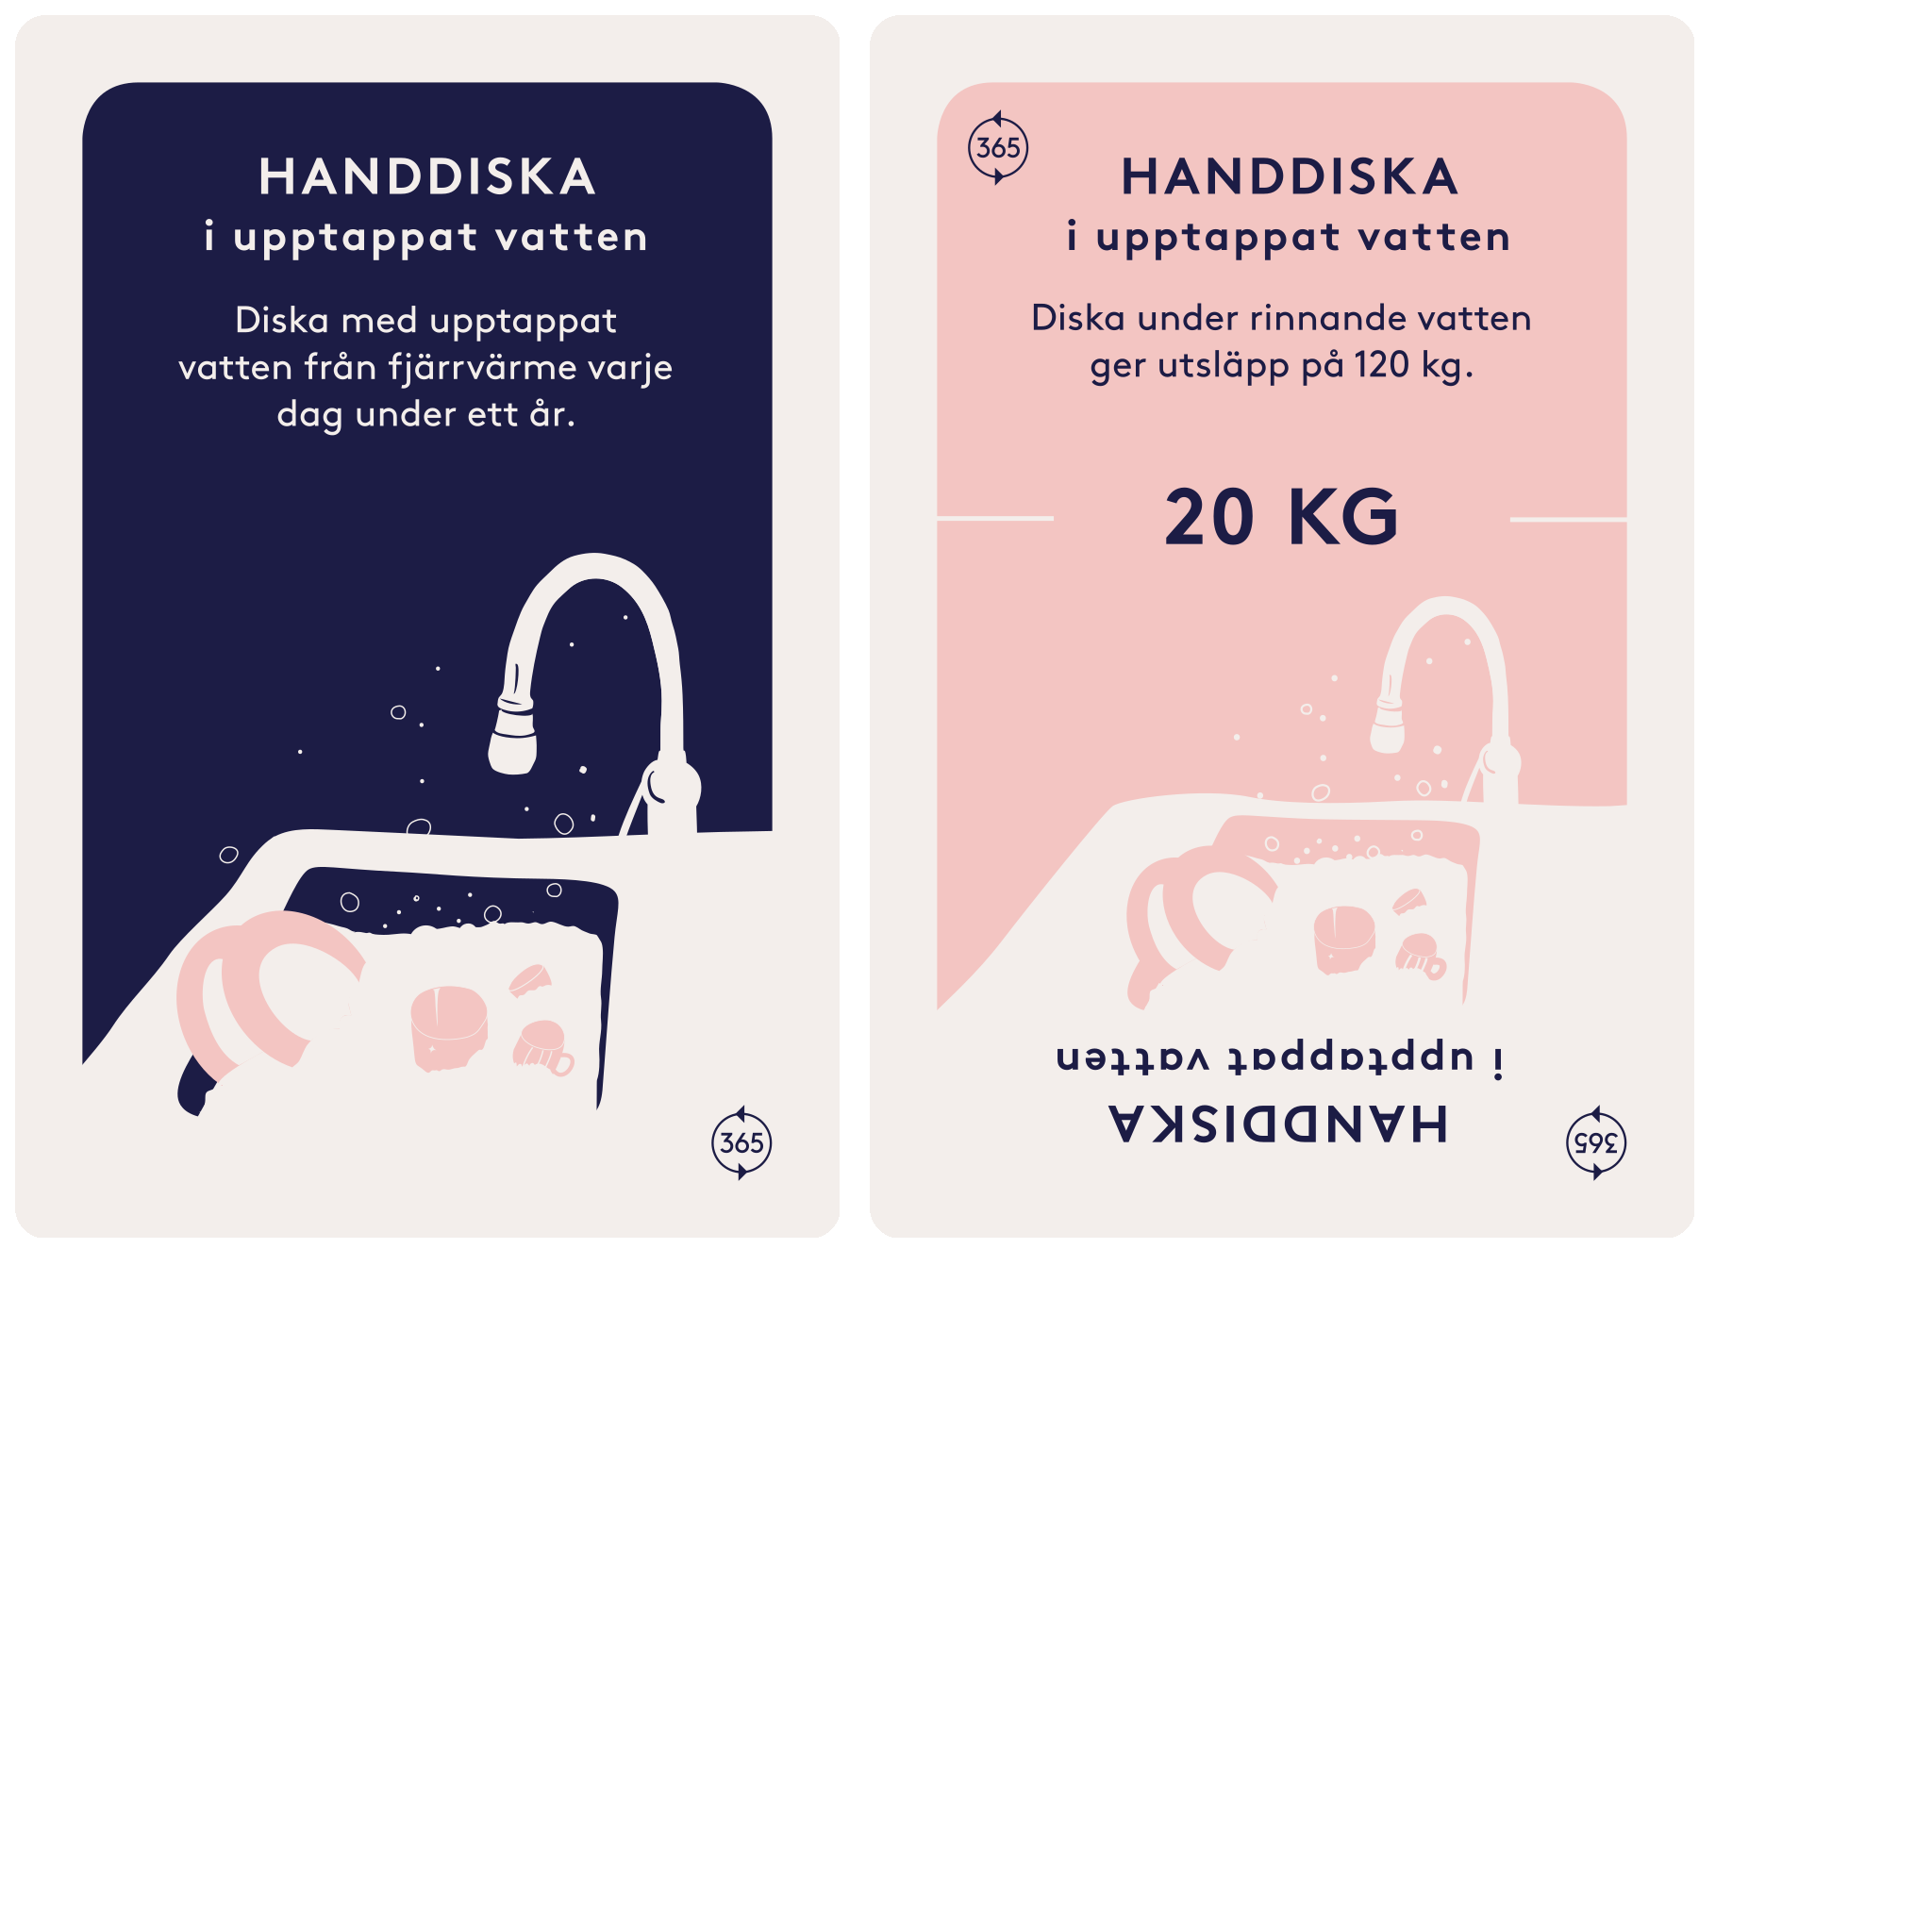 HANDDISKA
i upptappat vatten
Diska med upptappat
vatten från fjärrvärme varje
dag under ett år.
365
365
HANDDISKA
i upptappat vatten
Diska under rinnande vatten
ger utsläpp på 120 kg.
20 KG
i upptappat vatten
HANDDISKA
365